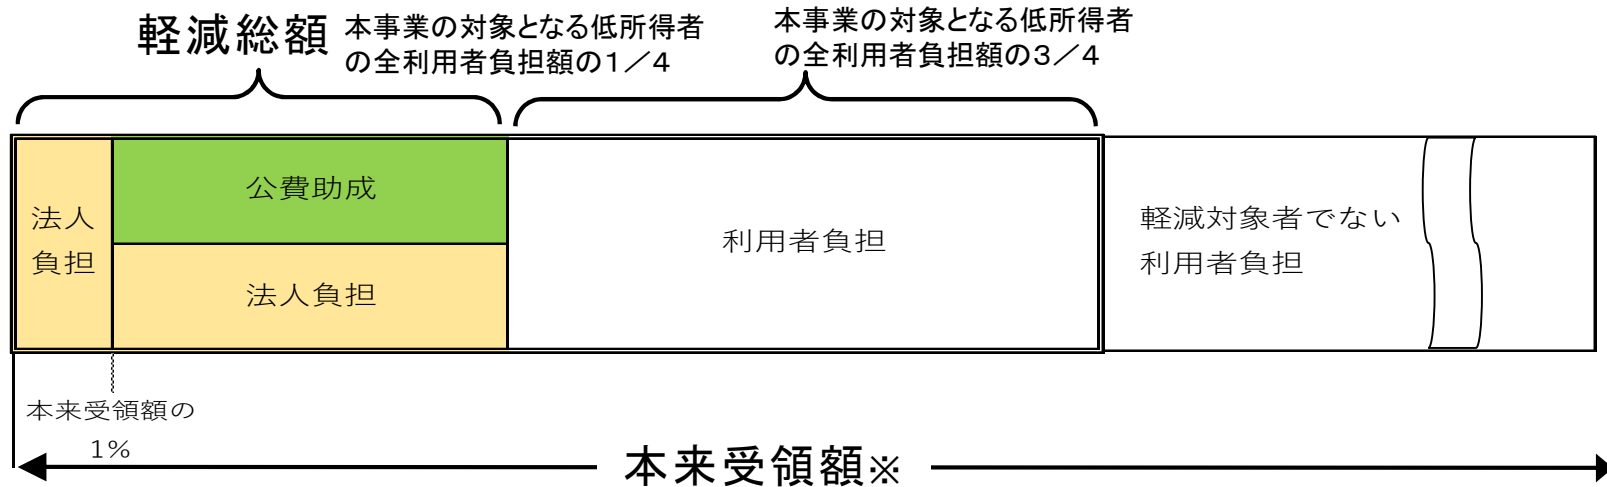 軽減総額
本事業の対象となる低所得者
の全利用者負担額の1/4
本事業の対象となる低所得者
の全利用者負担額の3/4
法人
負担
公費助成
法人負担
利用者負担
軽減対象者でない
利用者負担
本来受領額の
1%
本来受領額※